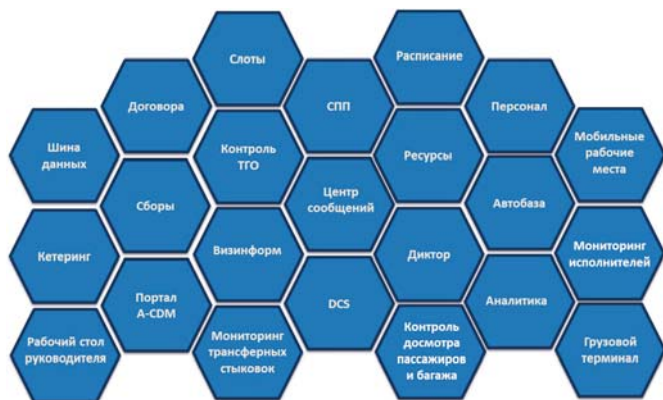 Слоты
Расписание
Договора
СПП
Персонал
Шина
данных
Контроль
ТГО
Ресурсы
Мобильные
рабочие
места
Сборы
Центр
сообщений
Автобаза
Кетеринг
Визинформ
Диктор
Мониторинг
исполнителей
Портал
A-CDM
DCS
Аналитика
Рабочий стол
руководителя
Мониторинг
трансферных
стыковок
Контроль
досмотра
пассажиров
и багажа
Грузовой
терминал